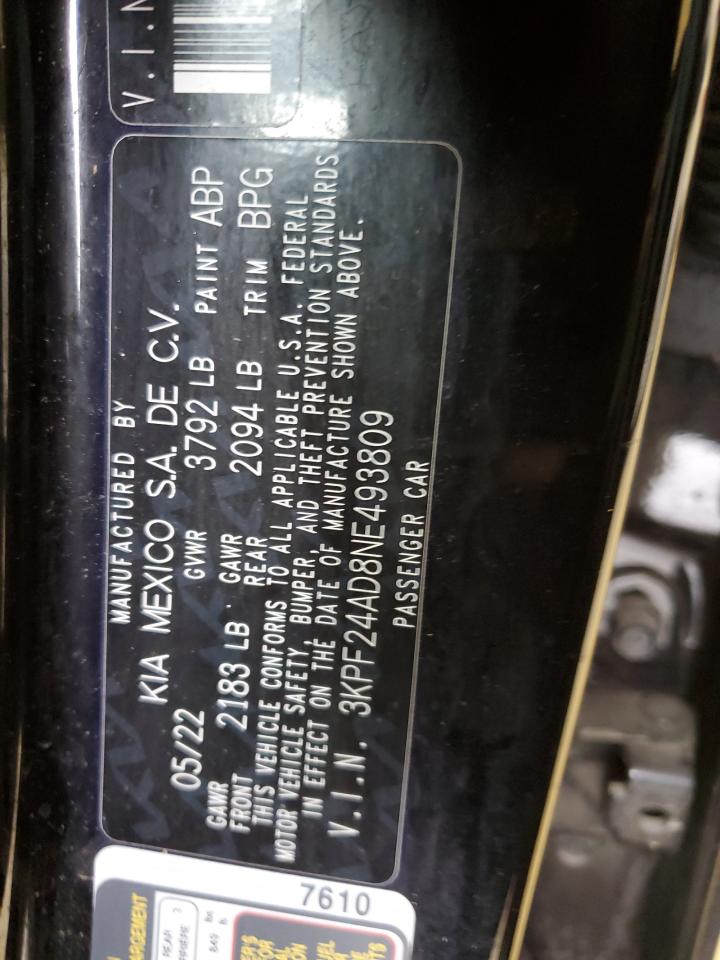 V.I.N
MANUFACTURED BY
KIA MEXICO S.A. DE C.V.
05/22 GVWR 3792 LB PAINT ABP
GAWR FRONT 2183 LB GAWR REAR 2094 LB TRIM BPG
THIS VEHICLE CONFORMS TO ALL APPLICABLE U.S.A. FEDERAL
MOTOR VEHICLE SAFETY, BUMPER, AND THEFT PREVENTION STANDARDS
IN EFFECT ON THE DATE OF MANUFACTURE SHOWN ABOVE.
V.I.N. 3KPF24AD8NE493809
PASSENGER CAR
7610
ARGEMENT
REAR